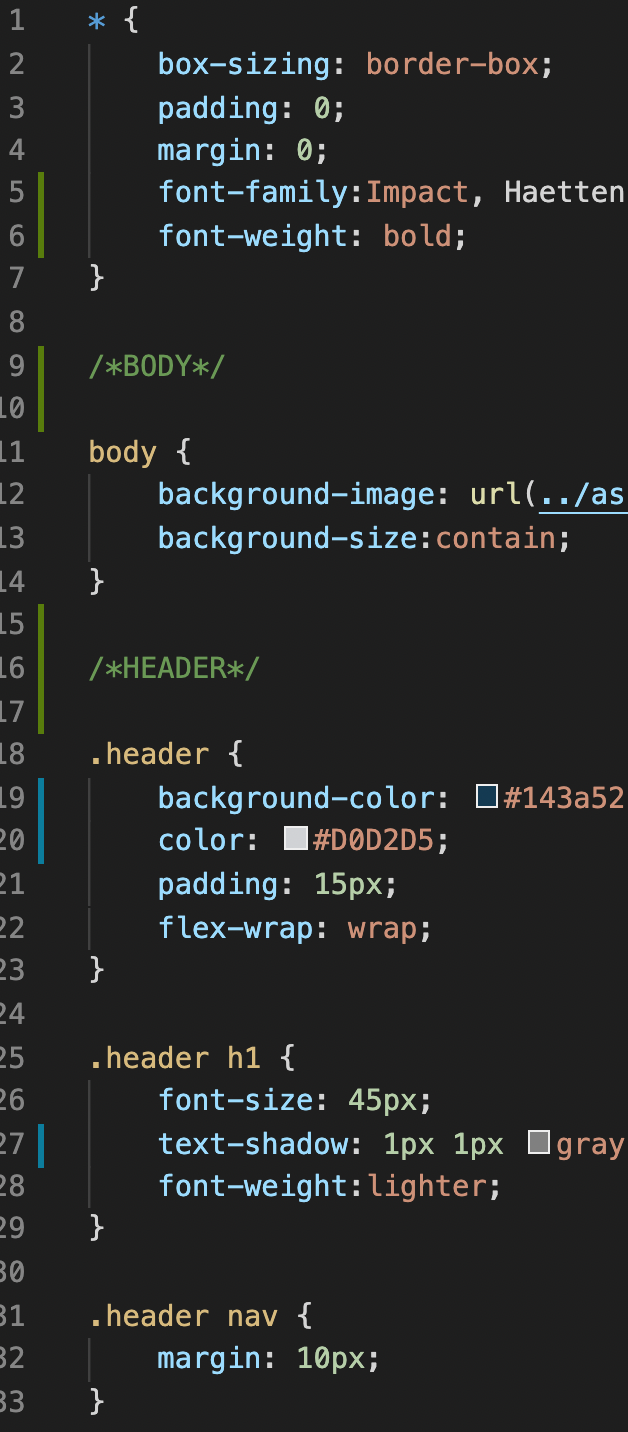 1 * {
2 box-sizing: border-box;
3 padding: 0;
4 margin: 0;
5 font-family:Impact, Haetten
6 font-weight: bold;
7 }
8
9 /*BODY*/
10
11 body {
12 background-image: url(../as
13 background-size:contain;
14 }
15
16 /*HEADER*/
17
18 .header {
19 background-color: #143a52
20 color: #D0D2D5;
21 padding: 15px;
22 flex-wrap: wrap;
23 }
24
25 .header h1 {
26 font-size: 45px;
27 text-shadow: 1px 1px gray
28 font-weight:lighter;
29 }
30
31 .header nav {
32 margin: 10px;
33 }